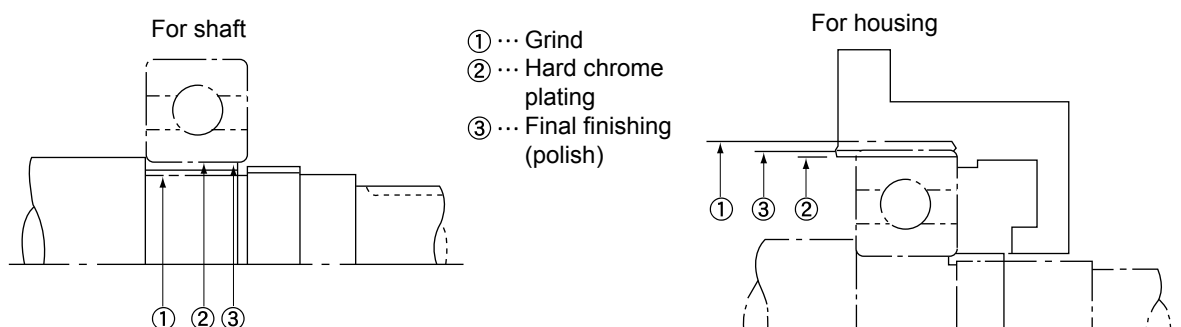 For shaft
① ··· Grind
② ··· Hard chrome
plating
③ ··· Final finishing
(polish)
For housing
① ② ③
① ③ ②